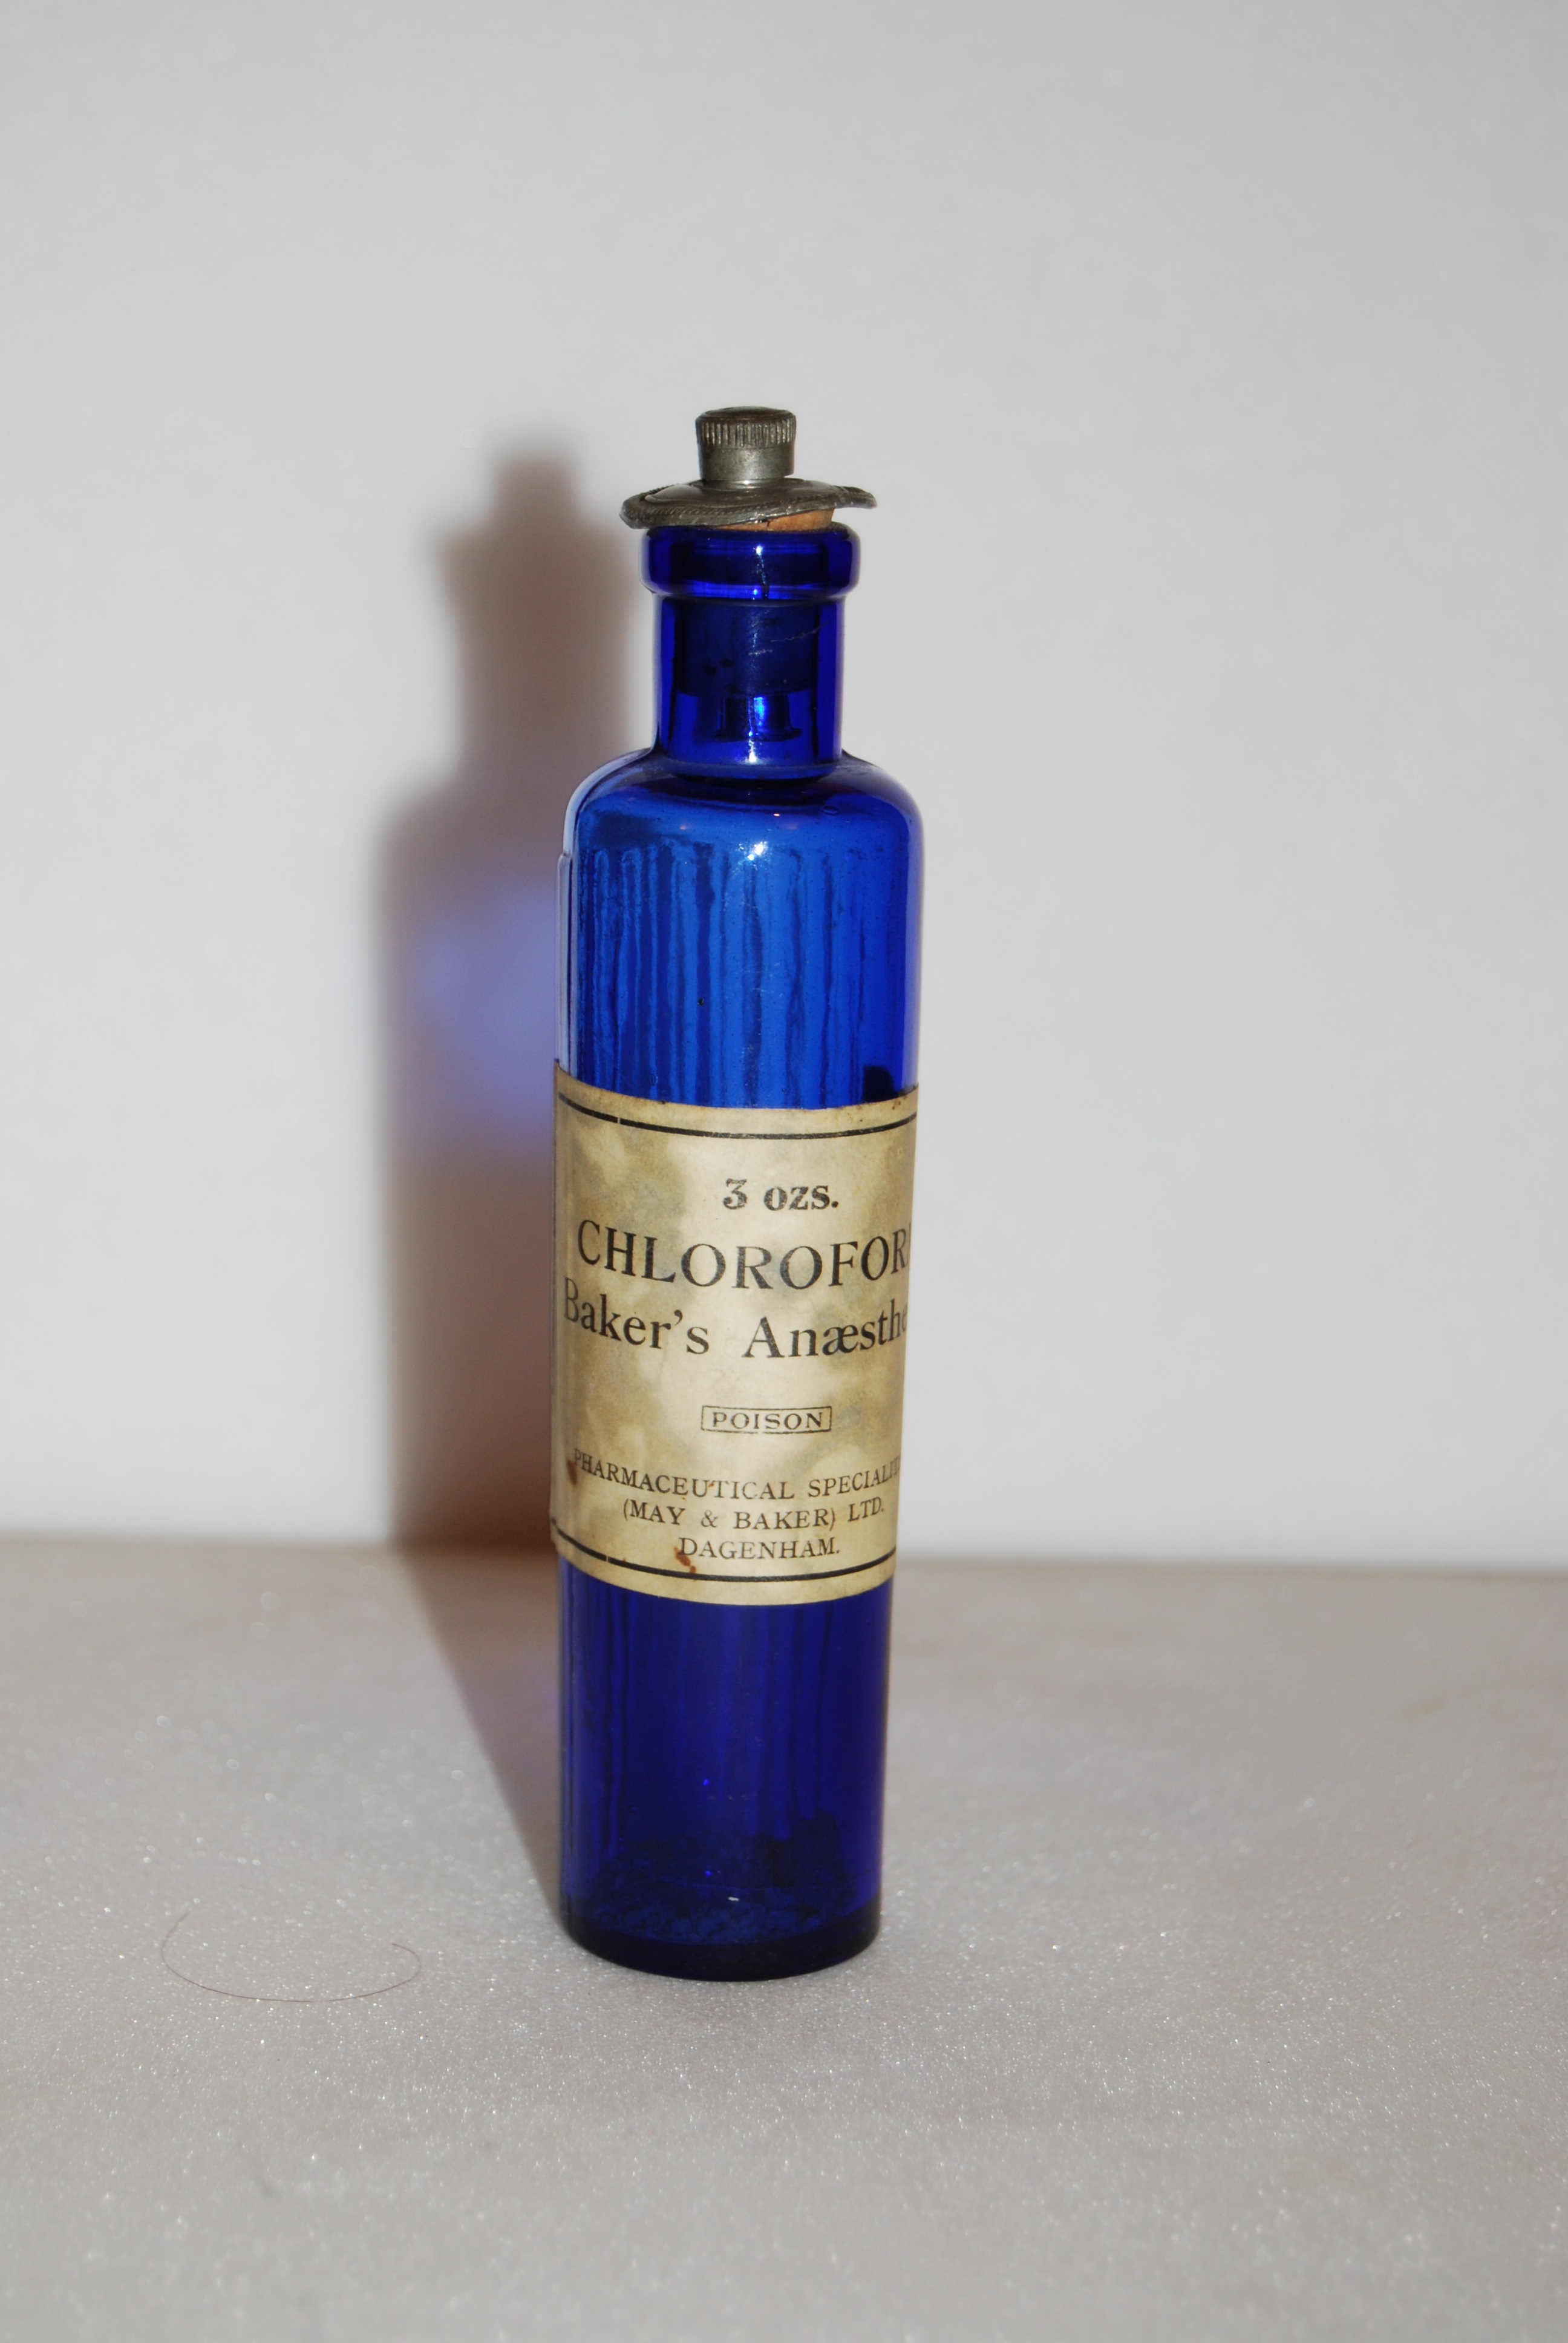 3 ozs.
CHLOROFOR
Baker's Anæsthe
POISON
PHARMACEUTICAL SPECIALI
(MAY & BAKER) LTD.
DAGENHAM.